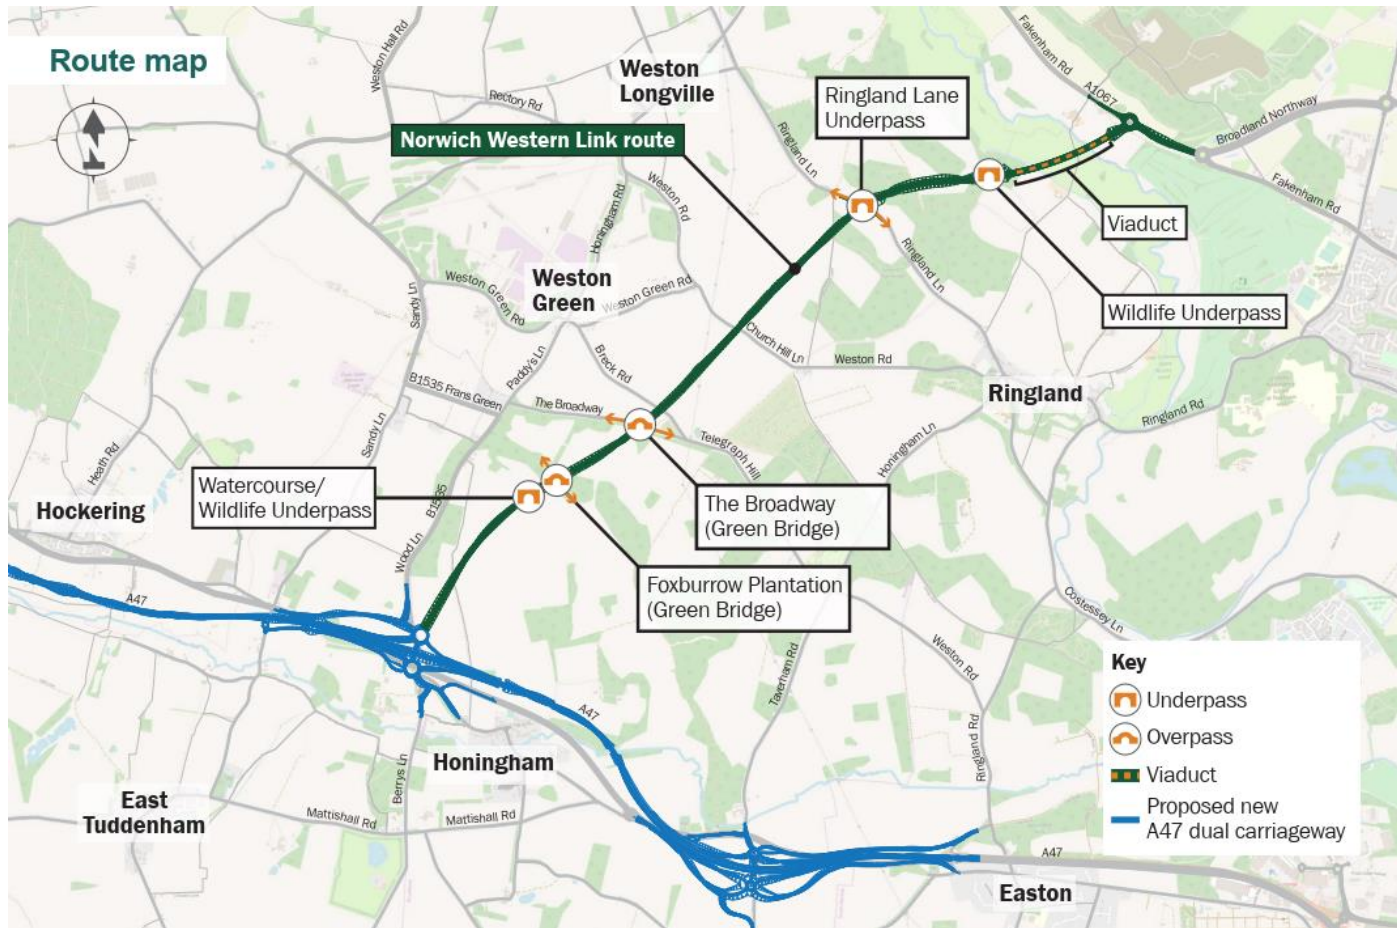 Route map
N
Weston Hall Rd
Rectory Rd
Weston
Longville
Fakenham Rd
A1067
Broadland Northway
Fakenham Rd
Ringland Lane
Underpass
Norwich Western Link route
Ringland Ln
Weston Rd
Honingham Rd
Viaduct
Wildlife Underpass
Ringland Ln
Weston
Green
Weston Green Rd
Weston Green Rd
Sandy Ln
Church Hill Ln
Weston Rd
Ringland
Ringland Rd
Paddy's Ln
Breck Rd
B1535 Frans Green
The Broadway
Telegraph Hill
Honingham Ln
Sandy Ln
Heath Rd
Hockering
Watercourse/
Wildlife Underpass
B1535
Wood Ln
The Broadway
(Green Bridge)
Foxburrow Plantation
(Green Bridge)
A47
Costessey Ln
Weston Rd
Taverham Rd
Ringland Rd
A47
Honingham
Berrys Ln
East
Tuddenham
Mattishall Rd
Mattishall Rd
A47
Easton
Key
Underpass
Overpass
Viaduct
Proposed new
A47 dual carriageway